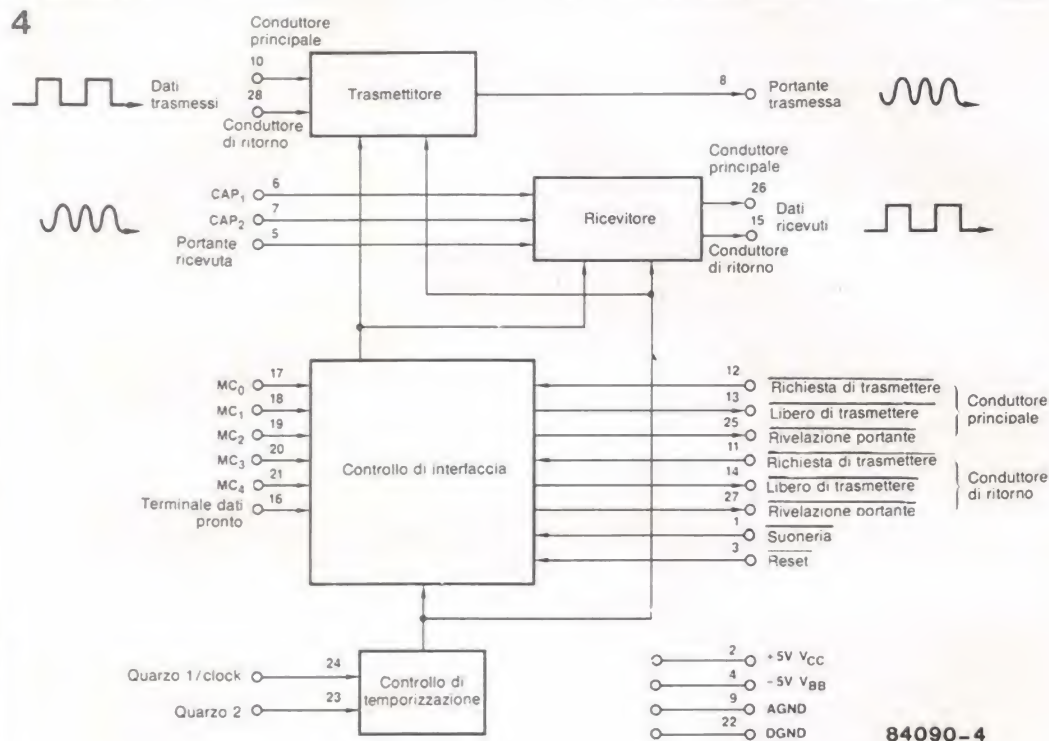 4
Conduttore
principale
10
Dati
trasmessi
28
Conduttore
di ritorno
Trasmettitore
8
Portante
trasmessa
CAP1
6
CAP2
7
Portante
ricevuta
5
Ricevitore
Conduttore
principale
26
Dati
ricevuti
15
Conduttore
di ritorno
MC0
17
MC1
18
MC2
19
MC3
20
MC4
21
Terminale dati
pronto
16
Controllo di interfaccia
12
Richiesta di trasmettere
13
Libero di trasmettere
25
Rivelazione portante
Conduttore
principale
11
Richiesta di trasmettere
14
Libero di trasmettere
27
Rivelazione portante
Conduttore
di ritorno
1
Suoneria
3
Reset
Quarzo 1/clock
24
Quarzo 2
23
Controllo di
temporizzazione
2
+5V VCC
4
-5V VBB
9
AGND
22
DGND
84090-4